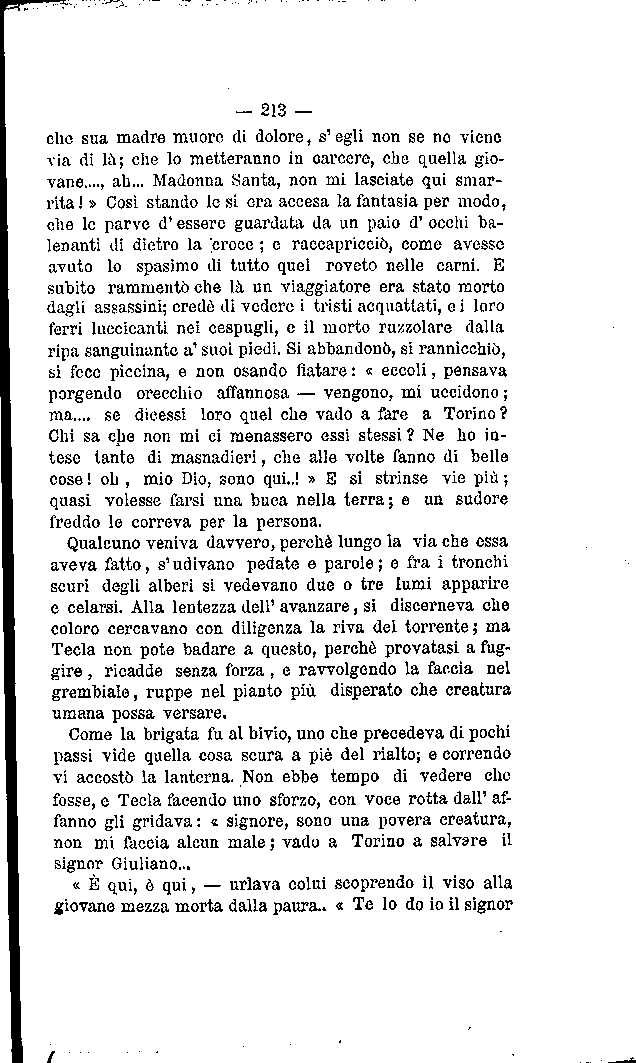 — 213 —
che sua madre muore di dolore, s' egli non se ne viene
via di là; che lo metteranno in carcere, che quella gio-
vane...., ah... Madonna Santa, non mi lasciate qui smar-
rita! » Così stando le si era accesa la fantasia per modo,
che le parve d' essere guardata da un paio d' occhi ba-
lenanti di dietro la croce; e raccapricciò, come avesse
avuto lo spasimo di tutto quel roveto nelle carni. E
subito rammentò che là un viaggiatore era stato morto
dagli assassini; credè di vedere i tristi acquattati, e i loro
ferri luccicanti nei cespugli, e il morto ruzzolare dalla
ripa sanguinante a' suoi piedi. Si abbandonò, si rannicchiò,
si fece piccina, e non osando fiatare: « eccoli, pensava
porgendo orecchio affannosa — vengono, mi uccidono;
ma.... se dicessi loro quel che vado a fare a Torino?
Chi sa che non mi ci menassero essi stessi? Ne ho in-
tese tante di masnadieri, che alle volte fanno di belle
cose! oh, mio Dio, sono qui..! » E si strinse vie più;
quasi volesse farsi una buca nella terra; e un sudore
freddo le correva per la persona.
Qualcuno veniva davvero, perchè lungo la via che essa
aveva fatto, s' udivano pedate e parole; e fra i tronchi
scuri degli alberi si vedevano due o tre lumi apparire
e celarsi. Alla lentezza dell' avanzare, si discerneva che
coloro cercavano con diligenza la riva del torrente; ma
Tecla non pote badare a questo, perchè provatasi a fug-
gire, ricadde senza forza, e ravvolgendo la faccia nel
grembiale, ruppe nel pianto più disperato che creatura
umana possa versare.
Come la brigata fu al bivio, uno che precedeva di pochi
passi vide quella cosa scura a piè del rialto; e correndo
vi accostò la lanterna. Non ebbe tempo di vedere che
fosse, e Tecla facendo uno sforzo, con voce rotta dall' af-
fanno gli gridava: « signore, sono una povera creatura,
non mi faccia alcun male; vado a Torino a salvare il
signor Giuliano...
« È qui, è qui, — urlava colui scoprendo il viso alla
giovane mezza morta dalla paura.. « Te lo do io il signor